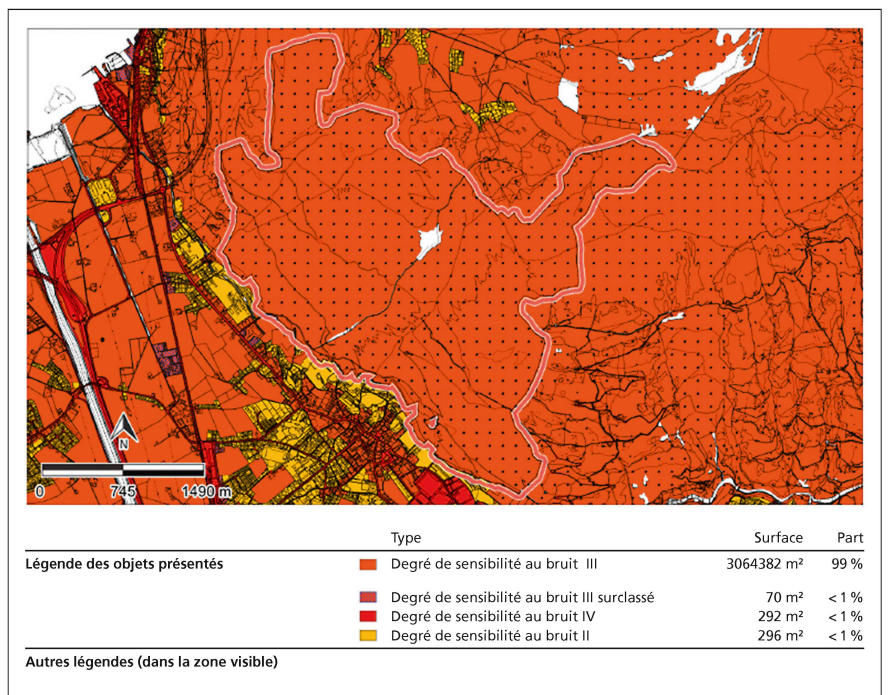 N
0 745 1490 m
Type Surface Part
Légende des objets présentés Degré de sensibilité au bruit III 3064382 m² 99 %
Degré de sensibilité au bruit III surclassé 70 m² < 1 %
Degré de sensibilité au bruit IV 292 m² < 1 %
Degré de sensibilité au bruit II 296 m² < 1 %
Autres légendes (dans la zone visible)